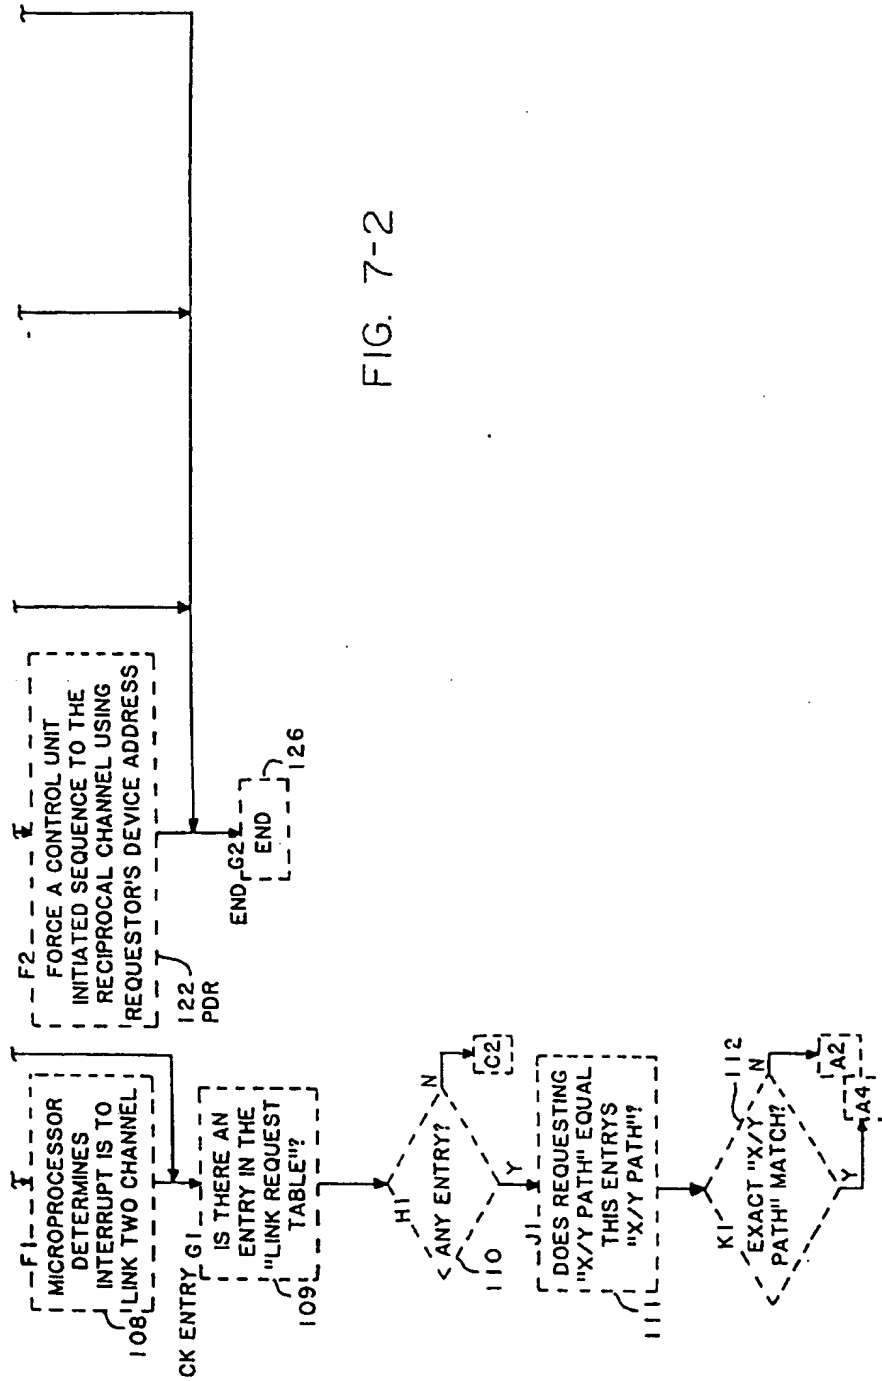 F1
MICROPROCESSOR
DETERMINES
INTERRUPT IS TO
LINK TWO CHANNEL
108
CK ENTRY G1
IS THERE AN
ENTRY IN THE
"LINK REQUEST
TABLE"?
109
H1
ANY ENTRY?
N
C2
110
Y
J1
DOES REQUESTING
"X/Y PATH" EQUAL
THIS ENTRYS
"X/Y PATH"?
111
K1
112
EXACT "X/Y
PATH" MATCH?
N
A2
Y
A4
F2
FORCE A CONTROL UNIT
INITIATED SEQUENCE TO THE
RECIPROCAL CHANNEL USING
REQUESTOR'S DEVICE ADDRESS
122
PDR
END G2
END
126
FIG. 7-2